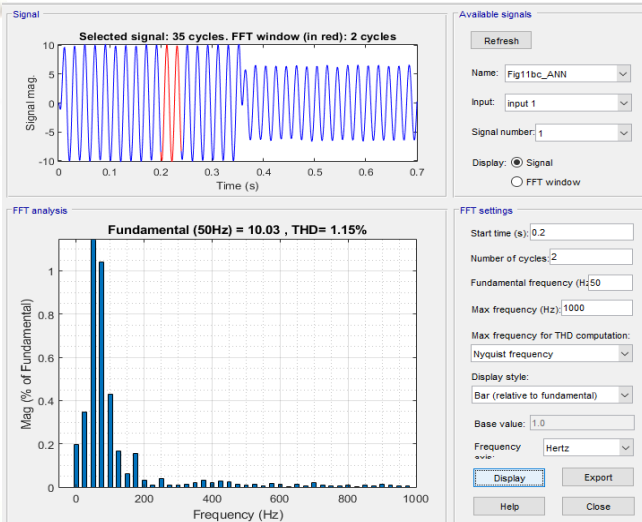 Signal
Selected signal: 35 cycles. FFT window (in red): 2 cycles
10
5
0
-5
-10
Signal mag.
0
0.1
0.2
0.3
0.4
0.5
0.6
0.7
Time (s)
FFT analysis
Fundamental (50Hz) = 10.03 , THD= 1.15%
1
0.8
0.6
0.4
0.2
0
Mag (% of Fundamental)
0
200
400
600
800
1000
Frequency (Hz)
Available signals
Refresh
Name: Fig11bc_ANN
Input: input 1
Signal number: 1
Display: Signal
FFT window
FFT settings
Start time (s): 0.2
Number of cycles: 2
Fundamental frequency (Hz 50
Max frequency (Hz): 1000
Max frequency for THD computation:
Nyquist frequency
Display style:
Bar (relative to fundamental)
Base value: 1.0
Frequency axis: Hertz
Display Export
Help Close